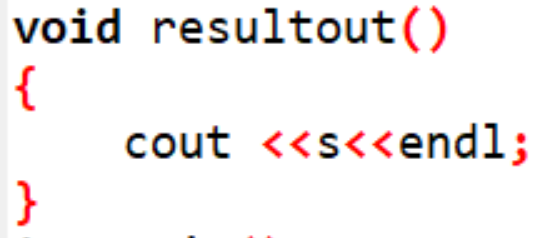 void resultout()
{
    cout <<s<<endl;
}